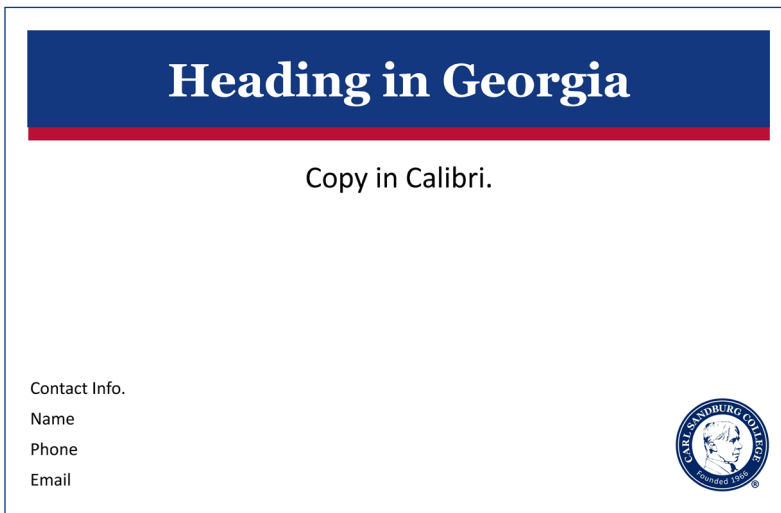 Heading in Georgia
Copy in Calibri.
Contact Info.
Name
Phone
Email
CARL SANDBURG COLLEGE
Founded 1966
®